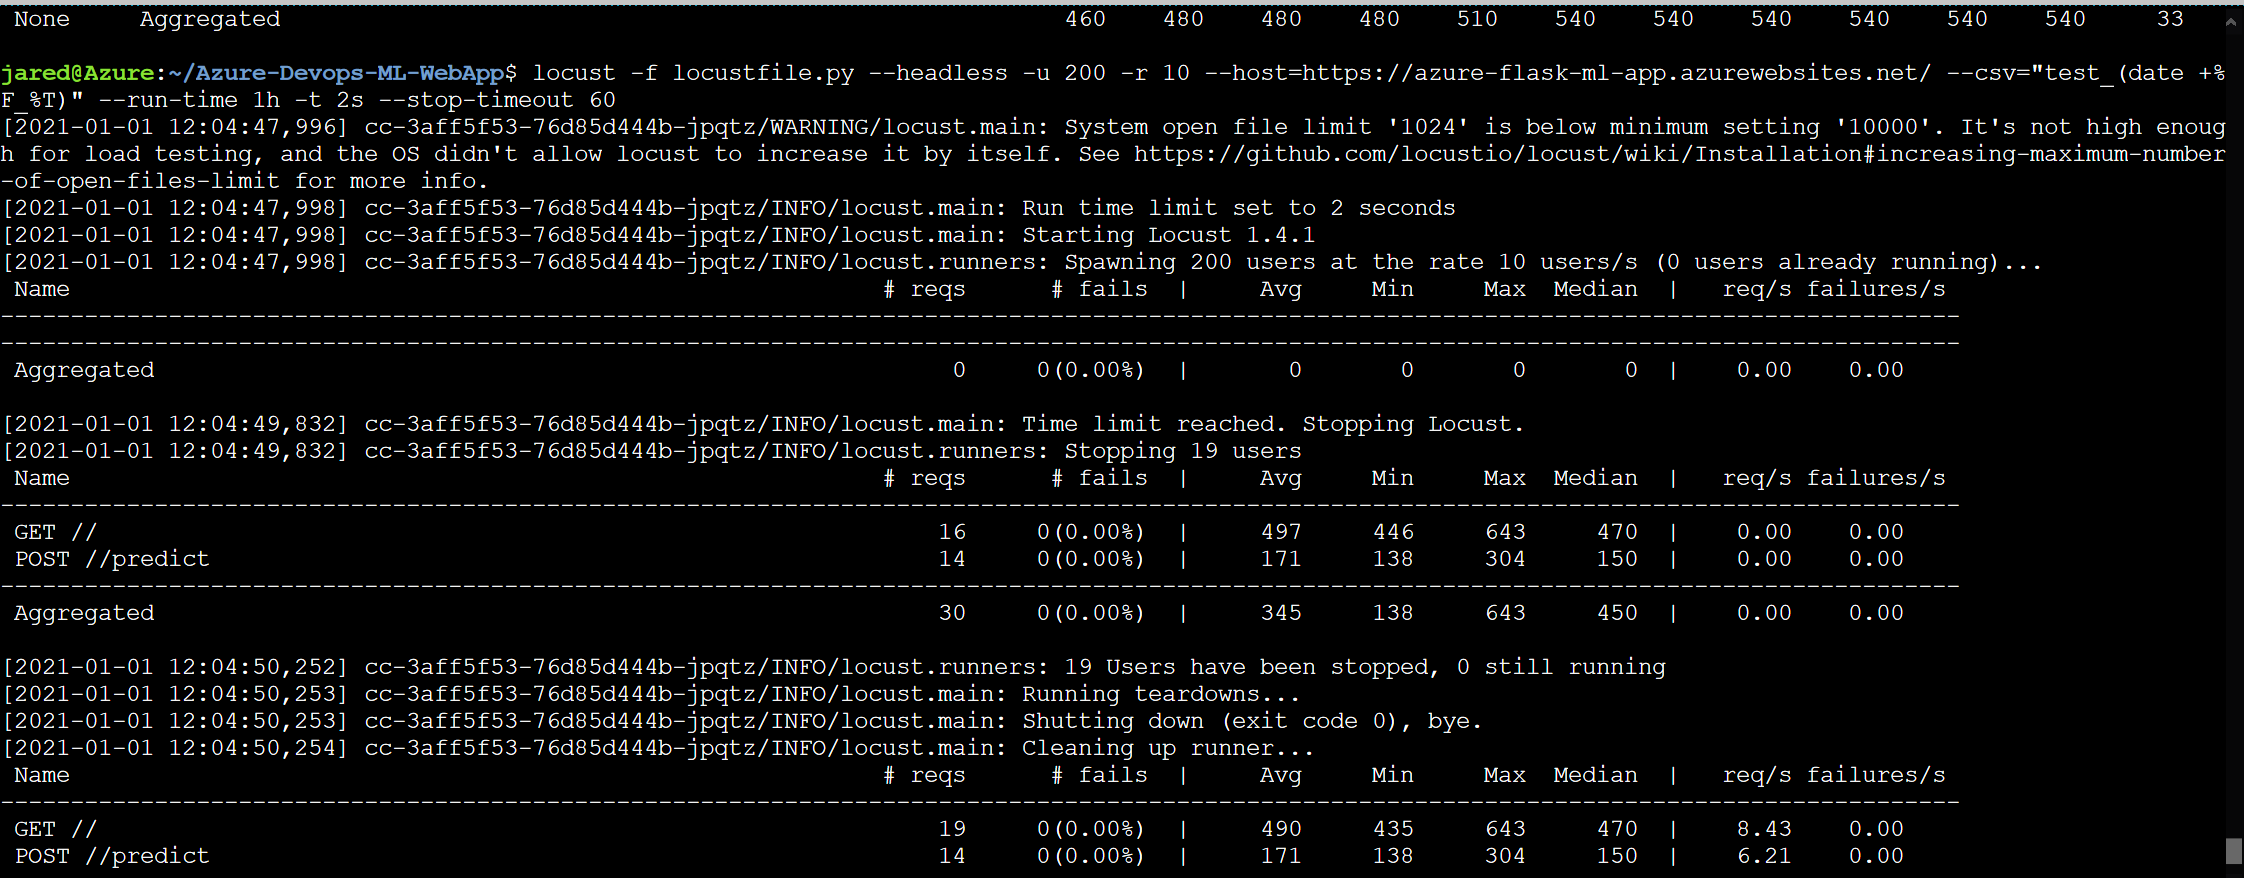 None Aggregated 460 480 480 480 510 540 540 540 540 540 540 33
jared@Azure:~/Azure-Devops-ML-WebApp$ locust -f locustfile.py --headless -u 200 -r 10 --host=https://azure-flask-ml-app.azurewebsites.net/ --csv="test_(date +%
F_%T)" --run-time 1h -t 2s --stop-timeout 60
[2021-01-01 12:04:47,996] cc-3aff5f53-76d85d444b-jpqtz/WARNING/locust.main: System open file limit '1024' is below minimum setting '10000'. It's not high enoug
h for load testing, and the OS didn't allow locust to increase it by itself. See https://github.com/locustio/locust/wiki/Installation#increasing-maximum-number
-of-open-files-limit for more info.
[2021-01-01 12:04:47,998] cc-3aff5f53-76d85d444b-jpqtz/INFO/locust.main: Run time limit set to 2 seconds
[2021-01-01 12:04:47,998] cc-3aff5f53-76d85d444b-jpqtz/INFO/locust.main: Starting Locust 1.4.1
[2021-01-01 12:04:47,998] cc-3aff5f53-76d85d444b-jpqtz/INFO/locust.runners: Spawning 200 users at the rate 10 users/s (0 users already running)...
Name # reqs # fails | Avg Min Max Median | req/s failures/s
--------------------------------------------------------------------------------------------------------------------------------------------
--------------------------------------------------------------------------------------------------------------------------------------------
Aggregated 0 0(0.00%) | 0 0 0 0 | 0.00 0.00
[2021-01-01 12:04:49,832] cc-3aff5f53-76d85d444b-jpqtz/INFO/locust.main: Time limit reached. Stopping Locust.
[2021-01-01 12:04:49,832] cc-3aff5f53-76d85d444b-jpqtz/INFO/locust.runners: Stopping 19 users
Name # reqs # fails | Avg Min Max Median | req/s failures/s
--------------------------------------------------------------------------------------------------------------------------------------------
GET // 16 0(0.00%) | 497 446 643 470 | 0.00 0.00
POST //predict 14 0(0.00%) | 171 138 304 150 | 0.00 0.00
--------------------------------------------------------------------------------------------------------------------------------------------
Aggregated 30 0(0.00%) | 345 138 643 450 | 0.00 0.00
[2021-01-01 12:04:50,252] cc-3aff5f53-76d85d444b-jpqtz/INFO/locust.runners: 19 Users have been stopped, 0 still running
[2021-01-01 12:04:50,253] cc-3aff5f53-76d85d444b-jpqtz/INFO/locust.main: Running teardowns...
[2021-01-01 12:04:50,253] cc-3aff5f53-76d85d444b-jpqtz/INFO/locust.main: Shutting down (exit code 0), bye.
[2021-01-01 12:04:50,254] cc-3aff5f53-76d85d444b-jpqtz/INFO/locust.main: Cleaning up runner...
Name # reqs # fails | Avg Min Max Median | req/s failures/s
--------------------------------------------------------------------------------------------------------------------------------------------
GET // 19 0(0.00%) | 490 435 643 470 | 8.43 0.00
POST //predict 14 0(0.00%) | 171 138 304 150 | 6.21 0.00